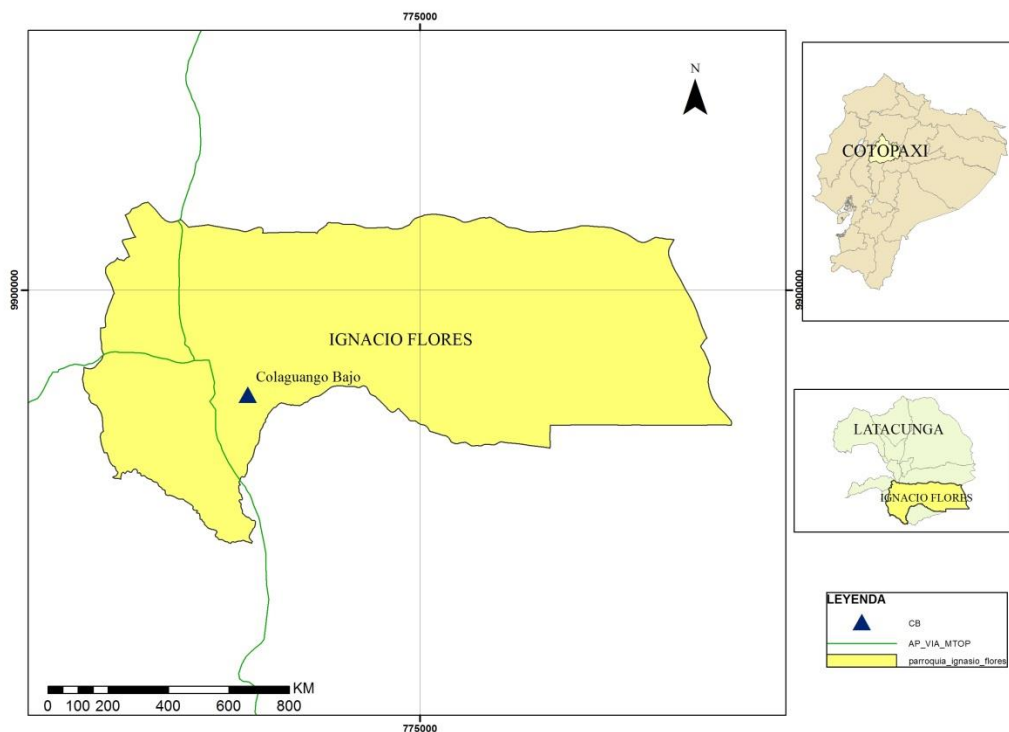 775000
N
9900000
9900000
IGNACIO FLORES
Colaguango Bajo
KM
0 100 200 400 600 800
775000
COTOPAXI
LATACUNGA
IGNACIO FLORES
LEYENDA
CB
AP_VIA_MTOP
parroquia_ignasio_flores